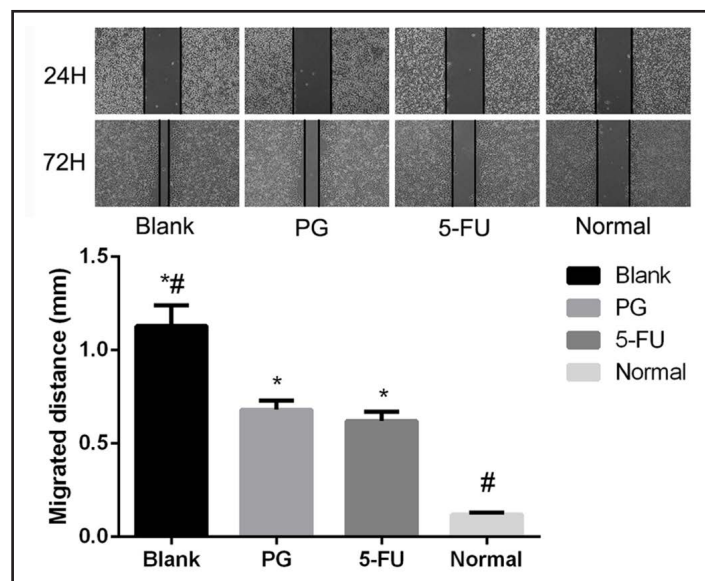 24H
72H
Blank PG 5-FU Normal
Migrated distance (mm)
1.5
1.0
0.5
0.0
*#
*
*
#
Blank PG 5-FU Normal
Blank
PG
5-FU
Normal